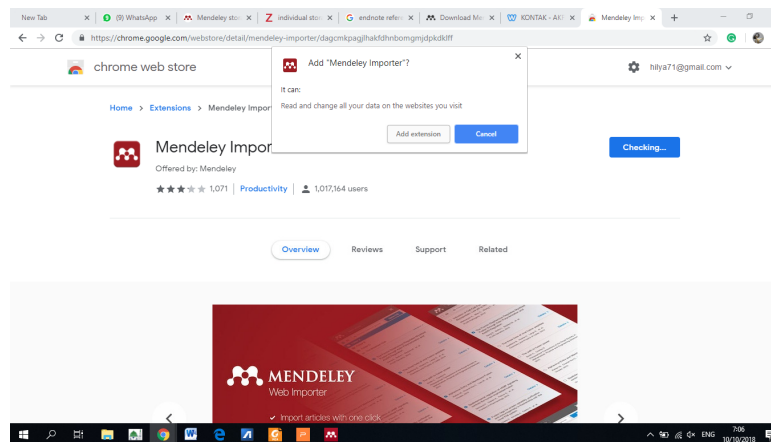 New Tab
(9) WhatsApp
Mendeley stor
individual stor
endnote refere
Download Me
KONTAK - AKT
Mendeley Imp
https://chrome.google.com/webstore/detail/mendeley-importer/dagcmkpagjlhakfdhnbomgmjdpkdklff
chrome web store
hilya71@gmail.com
Add "Mendeley Importer"?
It can:
Read and change all your data on the websites you visit
Add extension
Cancel
Home > Extensions > Mendeley Impor
Mendeley Impor
Offered by: Mendeley
1,071
Productivity
1,017,164 users
Checking...
Overview
Reviews
Support
Related
MENDELEY
Web Importer
Import articles with one click
ENG
7:06
10/10/2018